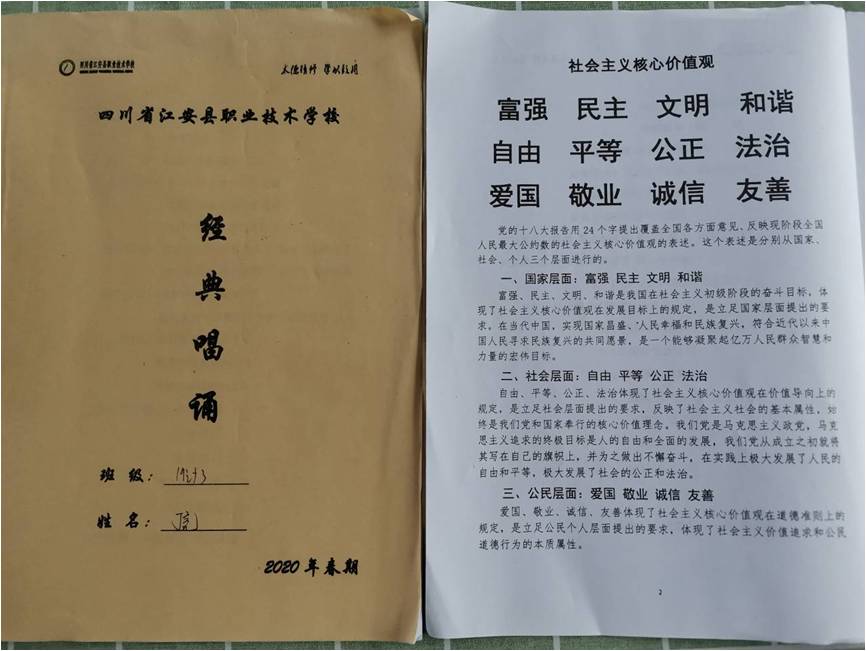 四川省江安县职业技术学校
四川省江安县职业技术学校
经
典
唱
诵
班 级：
姓 名：
2020 年春期
社会主义核心价值观
富强 民主 文明 和谐
自由 平等 公正 法治
爱国 敬业 诚信 友善
党的十八大报告用 24 个字提出覆盖全国各方面意见、反映现阶段全国
人民最大公约数的社会主义核心价值观的表述。这个表述是分别从国家、
社会、个人三个层面进行的。
一、国家层面：富强 民主 文明 和谐
富强、民主、文明、和谐是我国在社会主义初级阶段的奋斗目标，体
现了社会主义核心价值观在发展目标上的规定，是立足国家层面提出的要
求。在当代中国，实现国家昌盛、人民幸福和民族复兴，符合近代以来中
国人民寻求民族复兴的共同愿景，是一个能够凝聚起亿万人民群众智慧和
力量的宏伟目标。
二、社会层面：自由 平等 公正 法治
自由、平等、公正、法治体现了社会主义核心价值观在价值导向上的
规定，是立足社会层面提出的要求，反映了社会主义社会的基本属性，始
终是我们党和国家奉行的核心价值理念。我们党是马克思主义政党，马克
思主义追求的终极目标是人的自由和全面的发展，我们党从成立之初就将
其写在自己的旗帜上，并为之做出不懈奋斗，在实践上极大发展了人民的
自由和平等，极大发展了社会的公正和法治。
三、公民层面：爱国 敬业 诚信 友善
爱国、敬业、诚信、友善体现了社会主义核心价值观在道德准则上的
规定，是立足公民个人层面提出的要求，体现了社会主义价值追求和公民
道德行为的本质属性。
2